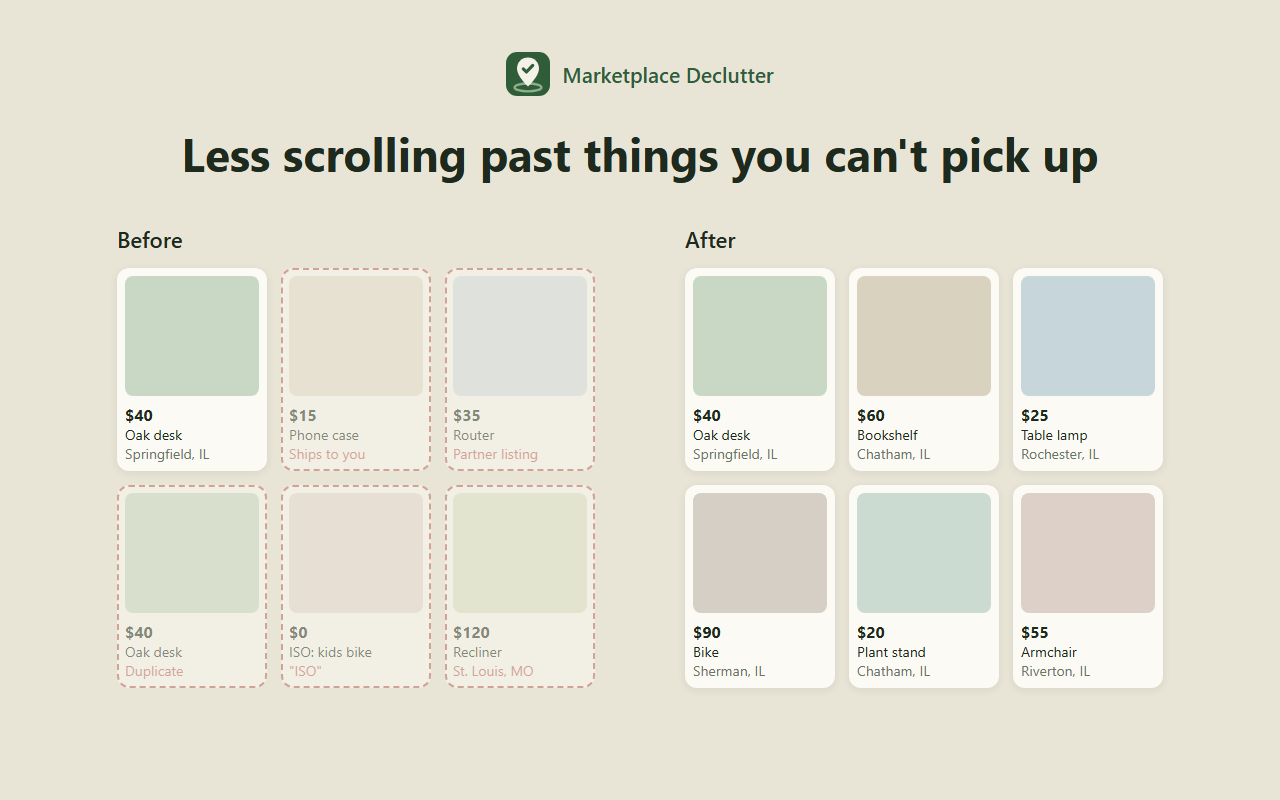 Marketplace Declutter
Less scrolling past things you can't pick up
Before
$40
Oak desk
Springfield, IL
$15
Phone case
Ships to you
$35
Router
Partner listing
$40
Oak desk
Duplicate
$0
ISO: kids bike
"ISO"
$120
Recliner
St. Louis, MO
After
$40
Oak desk
Springfield, IL
$60
Bookshelf
Chatham, IL
$25
Table lamp
Rochester, IL
$90
Bike
Sherman, IL
$20
Plant stand
Chatham, IL
$55
Armchair
Riverton, IL